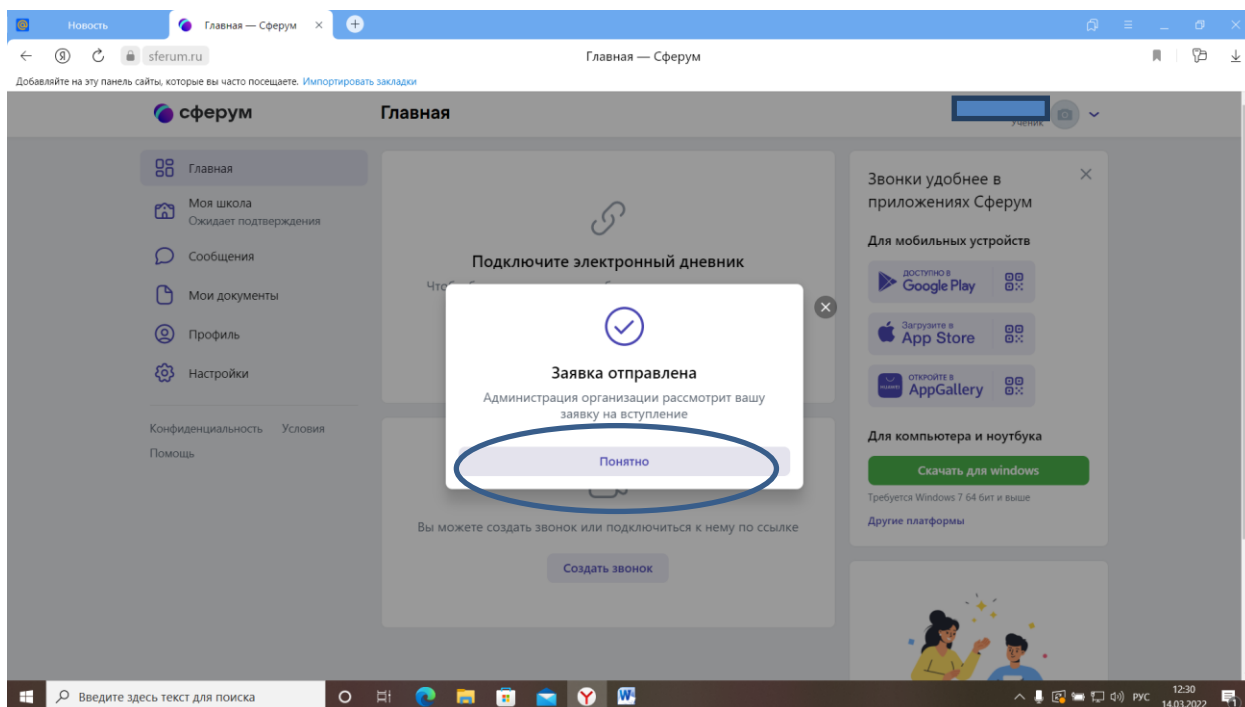 Новость
Главная — Сферум
sferum.ru
Главная — Сферум
Добавляйте на эту панель сайты, которые вы часто посещаете. Импортировать закладки
сферум
Главная
Ученик
Главная
Моя школа
Ожидает подтверждения
Сообщения
Мои документы
Профиль
Настройки
Конфиденциальность Условия
Помощь
Подключите электронный дневник
Заявка отправлена
Администрация организации рассмотрит вашу
заявку на вступление
Понятно
Вы можете создать звонок или подключиться к нему по ссылке
Создать звонок
Звонки удобнее в
приложениях Сферум
Для мобильных устройств
доступно в
Google Play
Загрузите в
App Store
откройте в
AppGallery
Для компьютера и ноутбука
Скачать для windows
Требуется Windows 7 64 бит и выше
Другие платформы
Введите здесь текст для поиска
РУС
12:30
14.03.2022